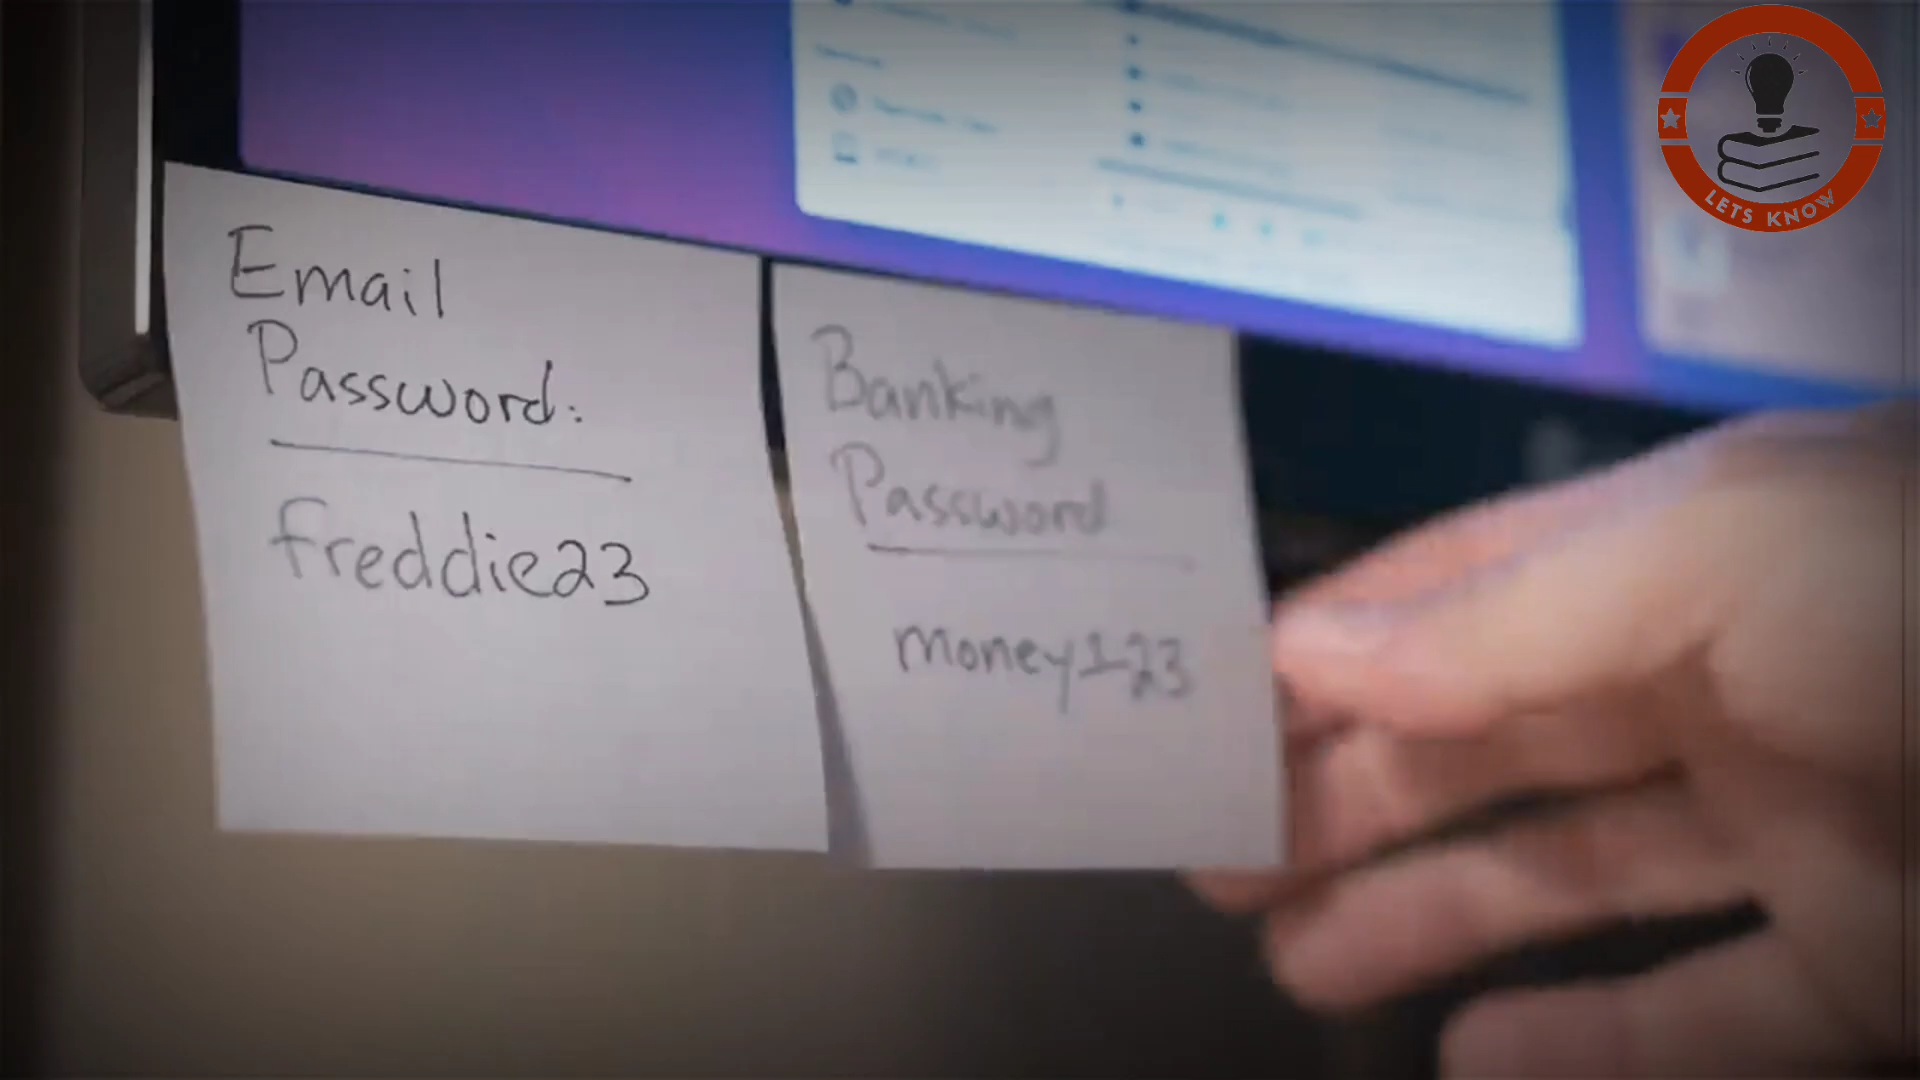 Email
Password:
freddie23
Banking
Password
money123
LETS KNOW